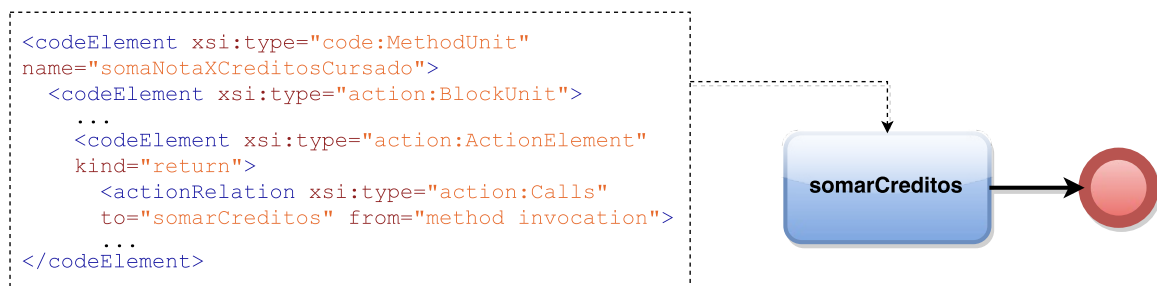 <codeElement xsi:type="code:MethodUnit"
name="somaNotaXCreditosCursado">
<codeElement xsi:type="action:BlockUnit">
...
<codeElement xsi:type="action:ActionElement"
kind="return">
<actionRelation xsi:type="action:Calls"
to="somarCreditos" from="method invocation">
...
</codeElement>
somarCreditos